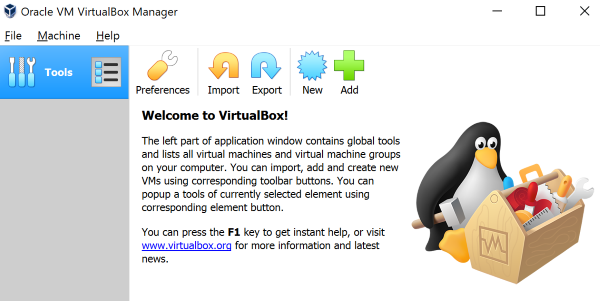 Oracle VM VirtualBox Manager
File Machine Help
Tools
Preferences Import Export New Add
Welcome to VirtualBox!
The left part of application window contains global tools
and lists all virtual machines and virtual machine groups
on your computer. You can import, add and create new
VMs using corresponding toolbar buttons. You can
popup a tools of currently selected element using
corresponding element button.
You can press the F1 key to get instant help, or visit
www.virtualbox.org for more information and latest
news.